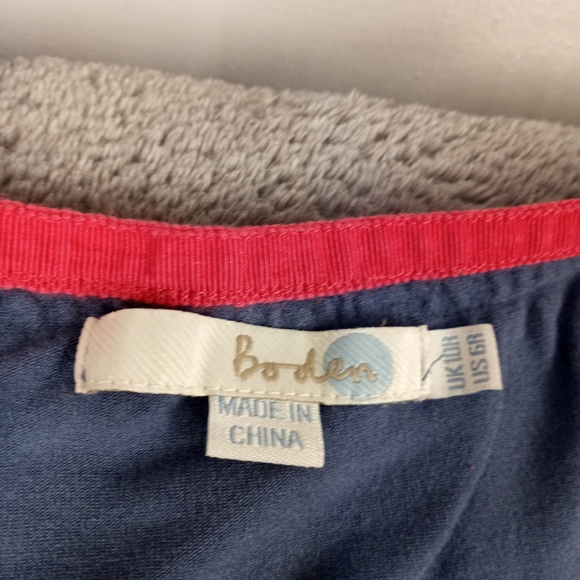 Boden
MADE IN
CHINA
UK10R
US 6R